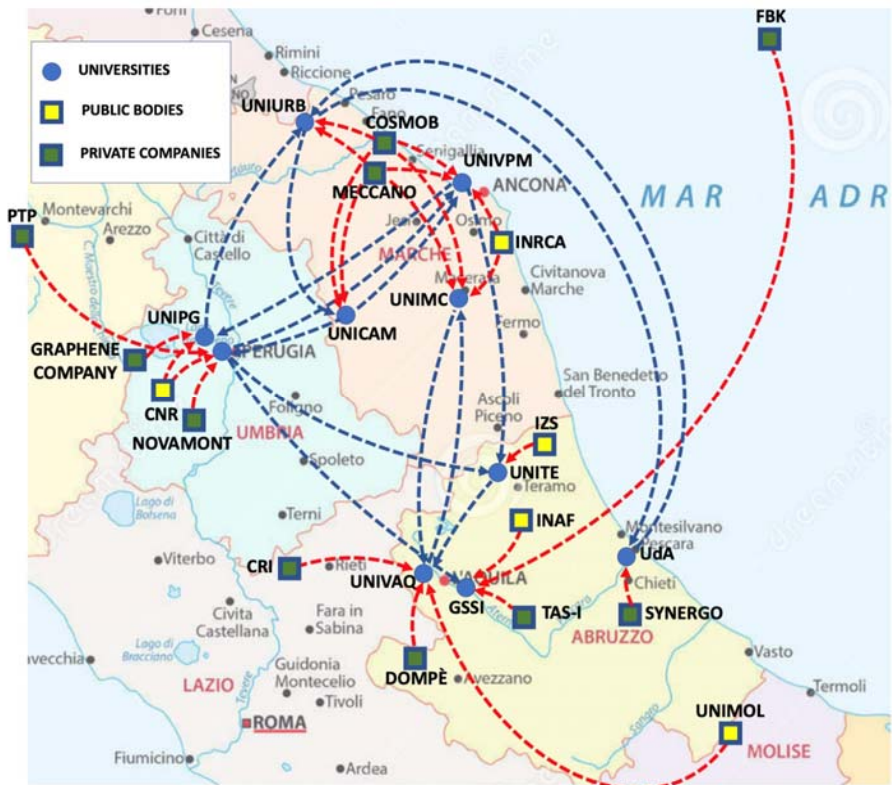 Forlì
Cesena
FBK
Rimini
Riccione
UNIVERSITIES
PUBLIC BODIES
PRIVATE COMPANIES
UNIURB
Pesaro
Fano
COSMOB
Senigallia
UNIVPM
ANCONA
MECCANO
MAR ADR
PTP
Montevarchi
Arezzo
Città di
Castello
Jesi
Osimo
INRCA
MARCHE
Macerata
Civitanova
Marche
UNIMC
UNIPG
UNICAM
PERUGIA
Fermo
GRAPHENE
COMPANY
CNR
NOVAMONT
Foligno
UMBRIA
Ascoli
Piceno
San Benedetto
del Tronto
IZS
Spoleto
UNITE
Teramo
Lago di
Bolsena
Terni
INAF
Montesilvano
Pescara
Viterbo
CRI
Rieti
UNIVAQ
L'AQUILA
GSSI
UdA
Chieti
Civita
Castellana
Fara in
Sabina
TAS-I
SYNERGO
ABRUZZO
Lago di
Bracciano
DOMPÈ
Avezzano
Vasto
LAZIO
Tevere
Guidonia
Montecelio
Tivoli
Sangro
Termoli
UNIMOL
ROMA
MOLISE
Fiumicino
Ardea